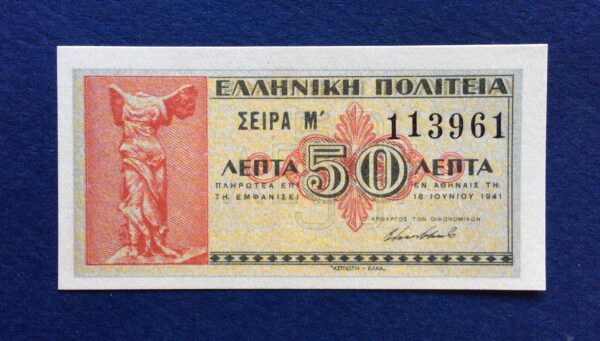 ΕΛΛΗΝΙΚΗ ΠΟΛΙΤΕΙΑ
ΣΕΙΡΑ Μ' 113961
ΛΕΠΤΑ 50 ΛΕΠΤΑ
ΠΛΗΡΩΤΕΑ ΕΠΙ ΕΝ ΑΘΗΝΑΙΣ ΤΗ
ΤΗ ΕΜΦΑΝΙΣΕΙ 18 ΙΟΥΝΙΟΥ 1941
Ο ΥΠΟΥΡΓΟΣ ΤΩΝ ΟΙΚΟΝΟΜΙΚΩΝ
"ΑΣΠΙΩΤΗ - ΕΛΚΑ„